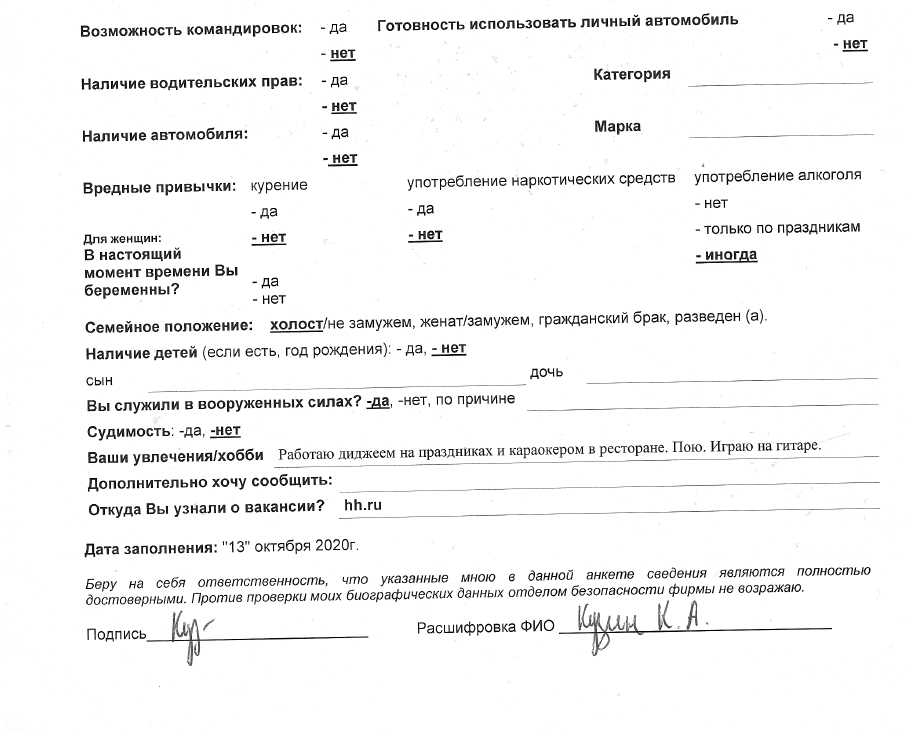 Возможность командировок: - да Готовность использовать личный автомобиль - да
- нет - нет
Наличие водительских прав: - да Категория
- нет
Наличие автомобиля: - да Марка
- нет
Вредные привычки: курение употребление наркотических средств употребление алкоголя
- да - да - нет
Для женщин: - нет - нет - только по праздникам
В настоящий - иногда
момент времени Вы - да
беременны? - нет
Семейное положение: холост/не замужем, женат/замужем, гражданский брак, разведен (а).
Наличие детей (если есть, год рождения): - да, - нет
сын дочь
Вы служили в вооруженных силах? -да, -нет, по причине
Судимость: -да, -нет
Ваши увлечения/хобби Работаю диджеем на праздниках и караокером в ресторане. Пою. Играю на гитаре.
Дополнительно хочу сообщить:
Откуда Вы узнали о вакансии? hh.ru
Дата заполнения: "13" октября 2020г.
Беру на себя ответственность, что указанные мною в данной анкете сведения являются полностью
достоверными. Против проверки моих биографических данных отделом безопасности фирмы не возражаю.
Подпись Расшифровка ФИО К. А.